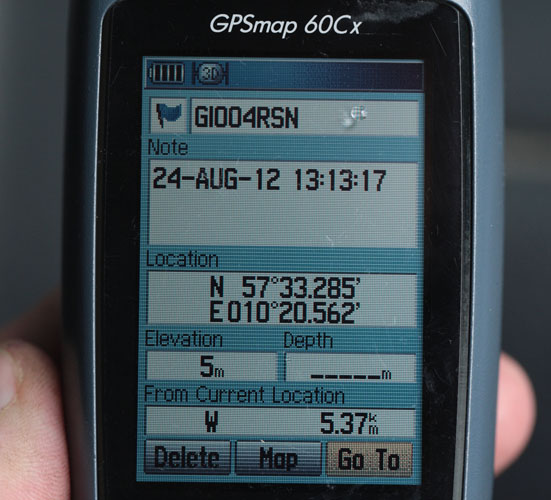 GPSmap 60Cx
3D
GI004RSN
Note
24-AUG-12 13:13:17
Location
N 57°33.285'
E010°20.562'
Elevation Depth
5m _____m
From Current Location
W 5.37km
Delete Map Go To